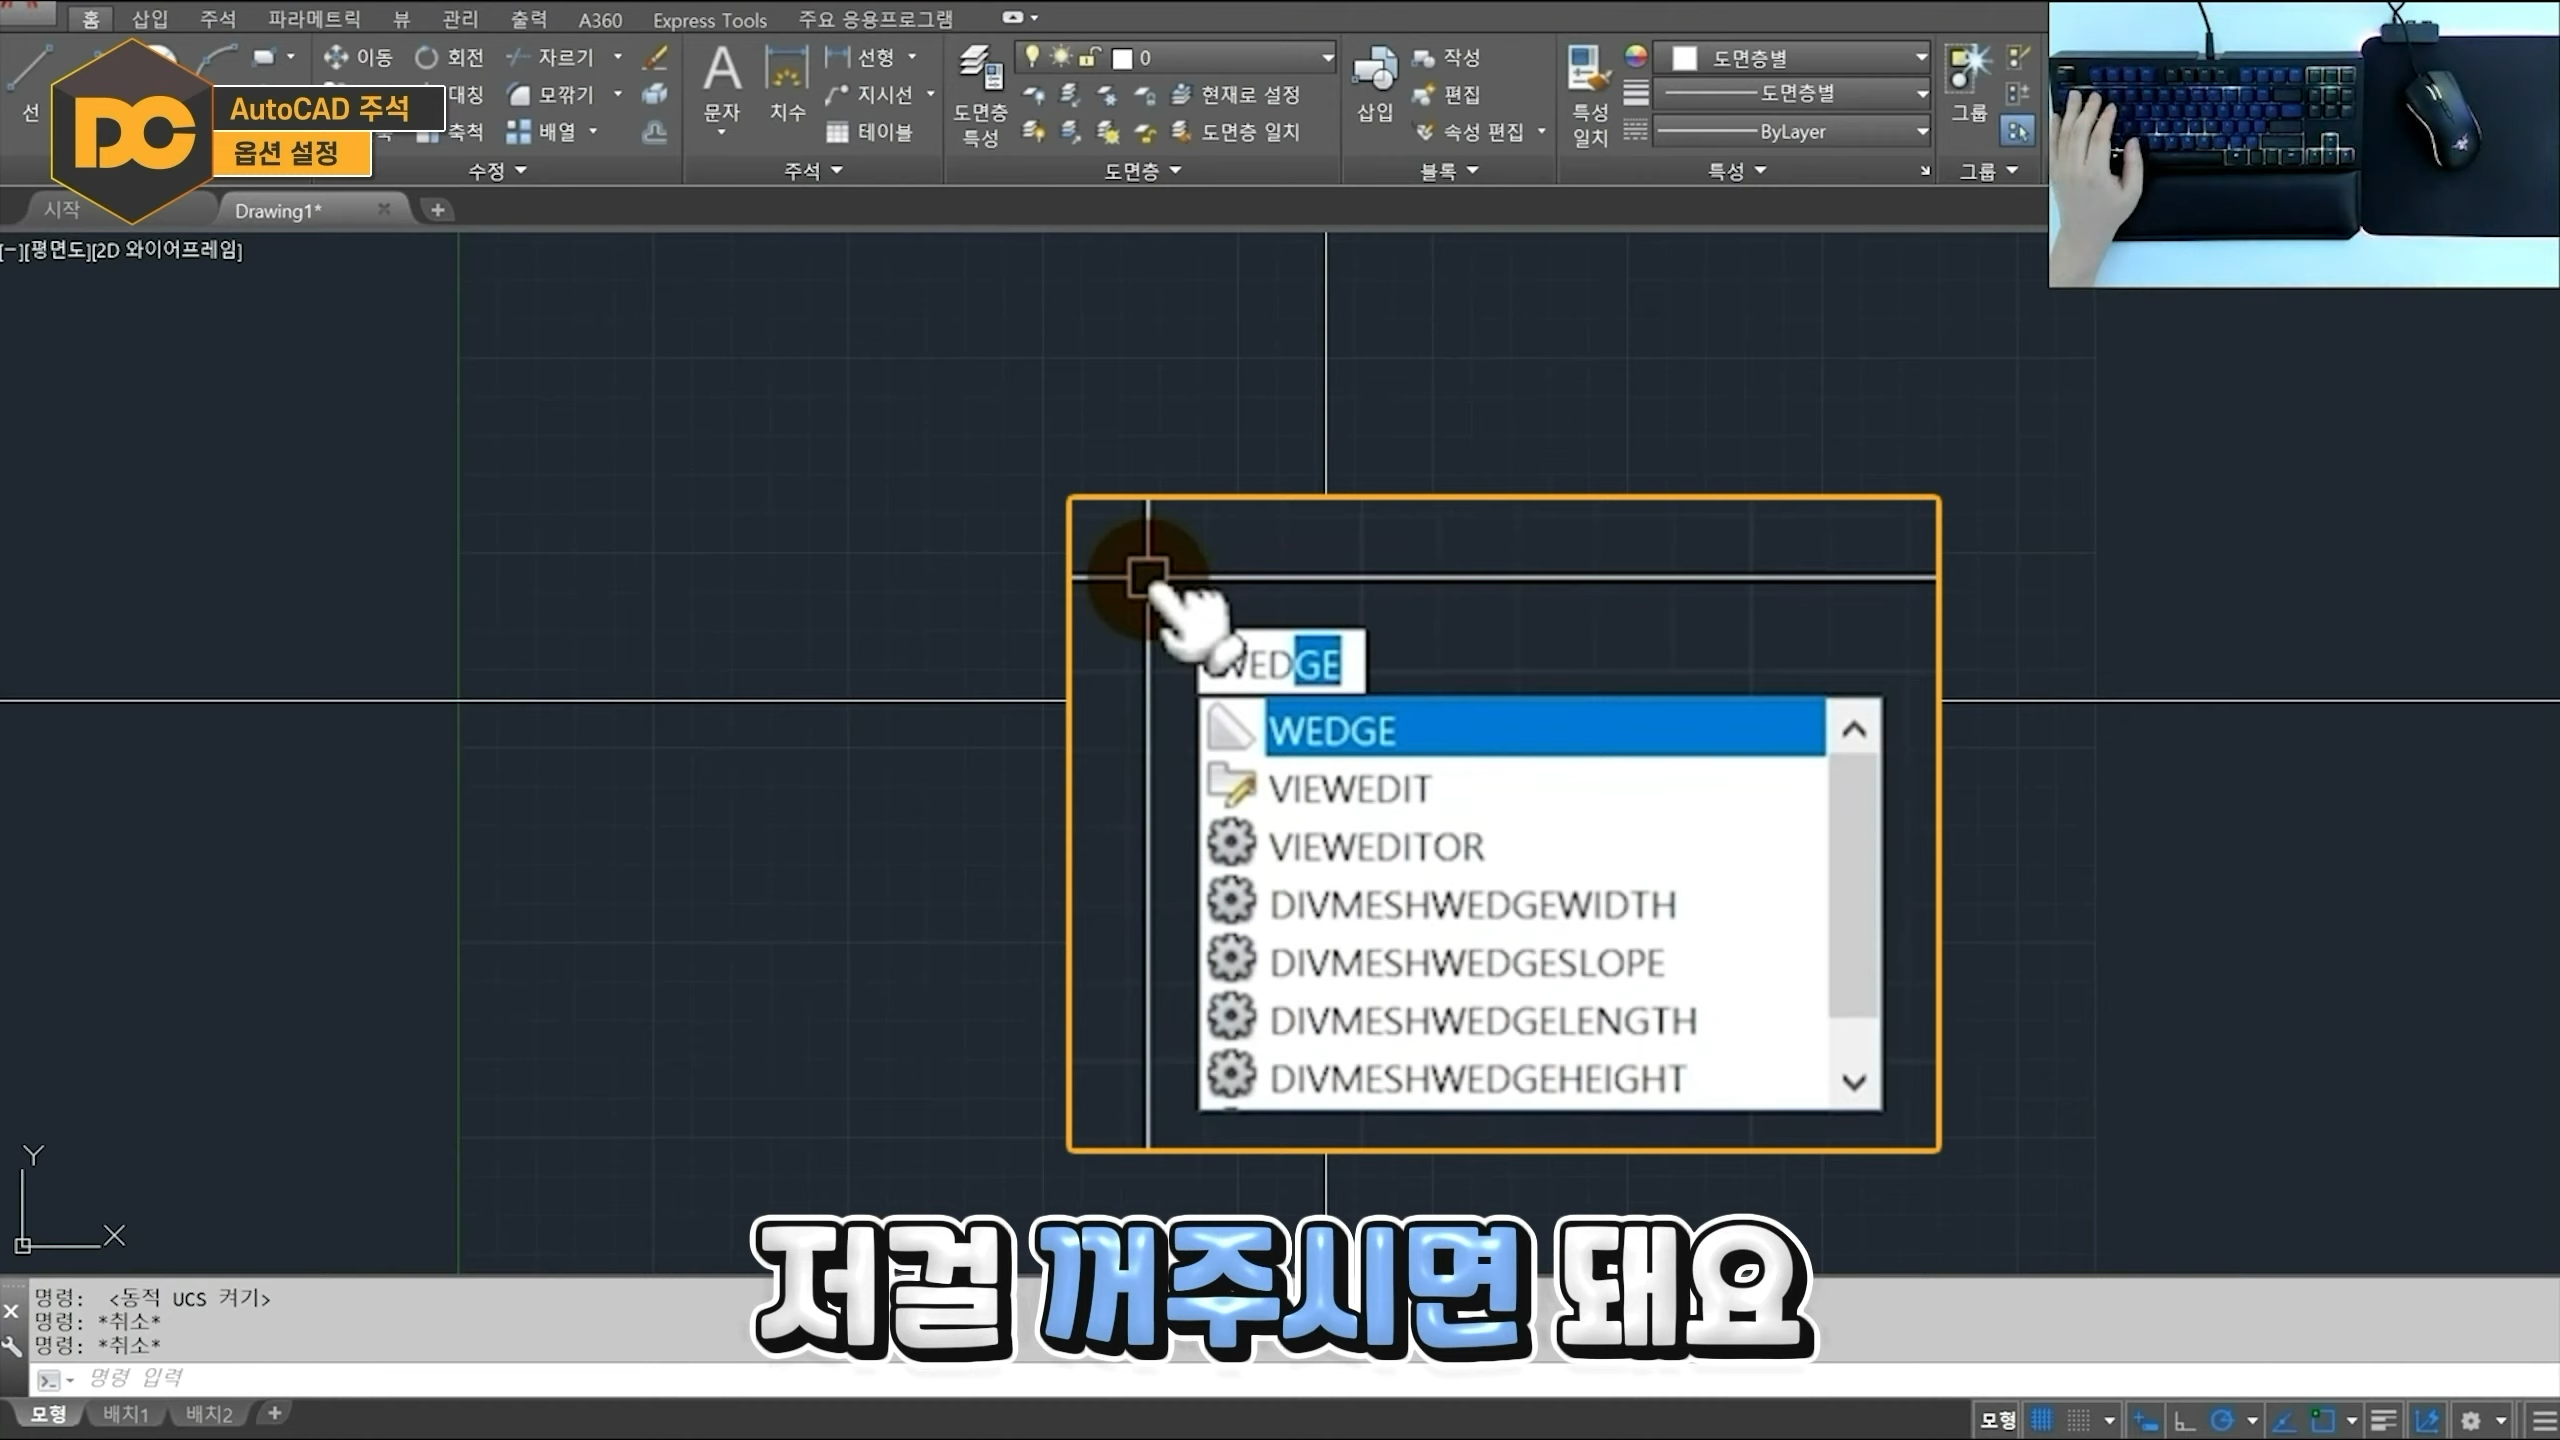 홈 삽입 주석 파라메트릭 뷰 관리 출력 A360 Express Tools 주요 응용프로그램
선 이동 회전 자르기
대칭 모깎기
축척 배열
수정
문자 치수 선형
지시선
테이블
주석
도면층 특성 0
현재로 설정
도면층 일치
도면층
삽입 작성
편집
속성 편집
블록
특성 일치 도면층별
도면층별
ByLayer
특성
그룹
그룹
DC
AutoCAD 주석
옵션 설정
시작 Drawing1*
[-][평면도][2D 와이어프레임]
WEDGE
WEDGE
VIEWEDIT
VIEWEDITOR
DIVMESHWEDGEWIDTH
DIVMESHWEDGESLOPE
DIVMESHWEDGELENGTH
DIVMESHWEDGEHEIGHT
Y
X
저걸 꺼주시면 돼요
명령: <동적 UCS 켜기>
명령: *취소*
명령: *취소*
명령 입력
모형 배치1 배치2
모형